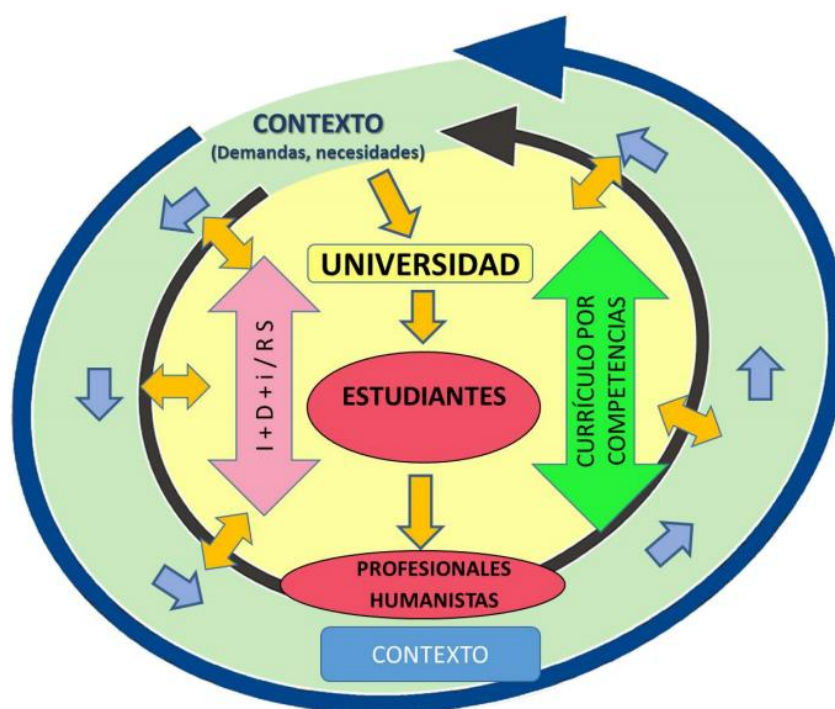 CONTEXTO
(Demandas, necesidades)
UNIVERSIDAD
I + D + i / R S
ESTUDIANTES
CURRÍCULO POR
COMPETENCIAS
PROFESIONALES
HUMANISTAS
CONTEXTO